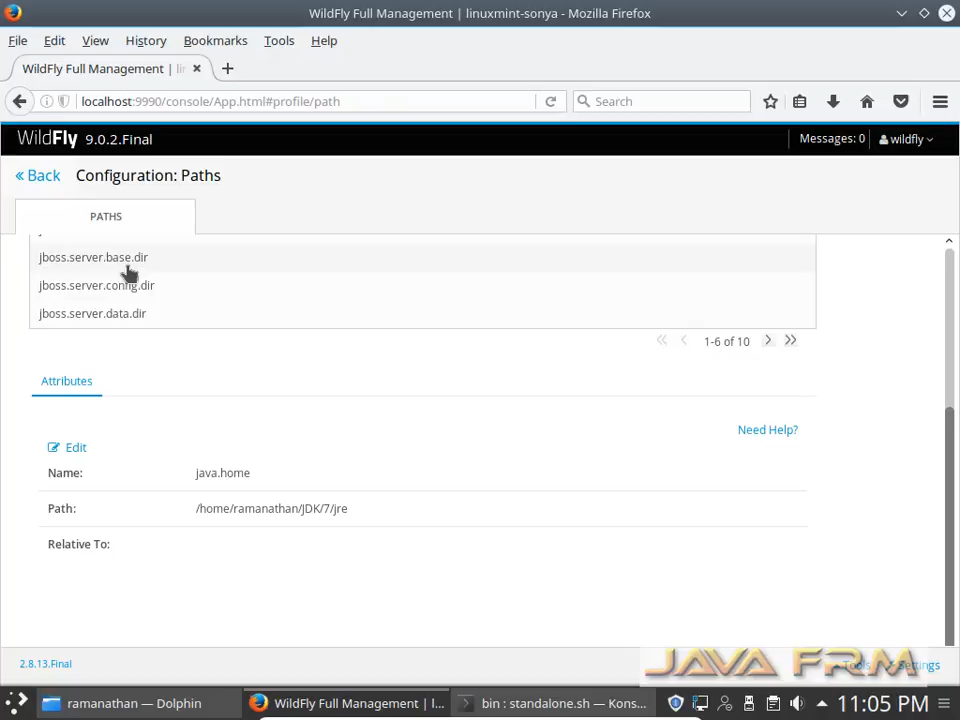 WildFly Full Management | linuxmint-sonya - Mozilla Firefox
File Edit View History Bookmarks Tools Help
WildFly Full Management | li
localhost:9990/console/App.html#profile/path
Search
WildFly 9.0.2.Final
Messages: 0
wildfly
« Back
Configuration: Paths
PATHS
jboss.server.base.dir
jboss.server.config.dir
jboss.server.data.dir
1-6 of 10
Attributes
Need Help?
Edit
Name: java.home
Path: /home/ramanathan/JDK/7/jre
Relative To:
2.8.13.Final
Tools
Settings
JAVA FRM
ramanathan — Dolphin
WildFly Full Management | l...
bin : standalone.sh — Kons...
11:05 PM